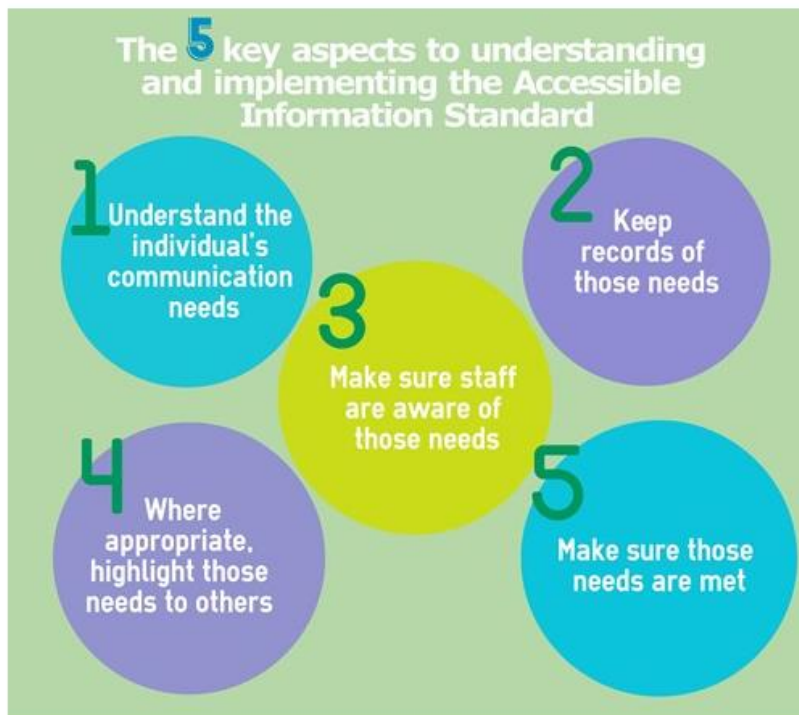 The 5 key aspects to understanding
and implementing the Accessible
Information Standard
1
Understand the
individual's
communication
needs
2
Keep
records of
those needs
3
Make sure staff
are aware of
those needs
4
Where
appropriate,
highlight those
needs to others
5
Make sure those
needs are met